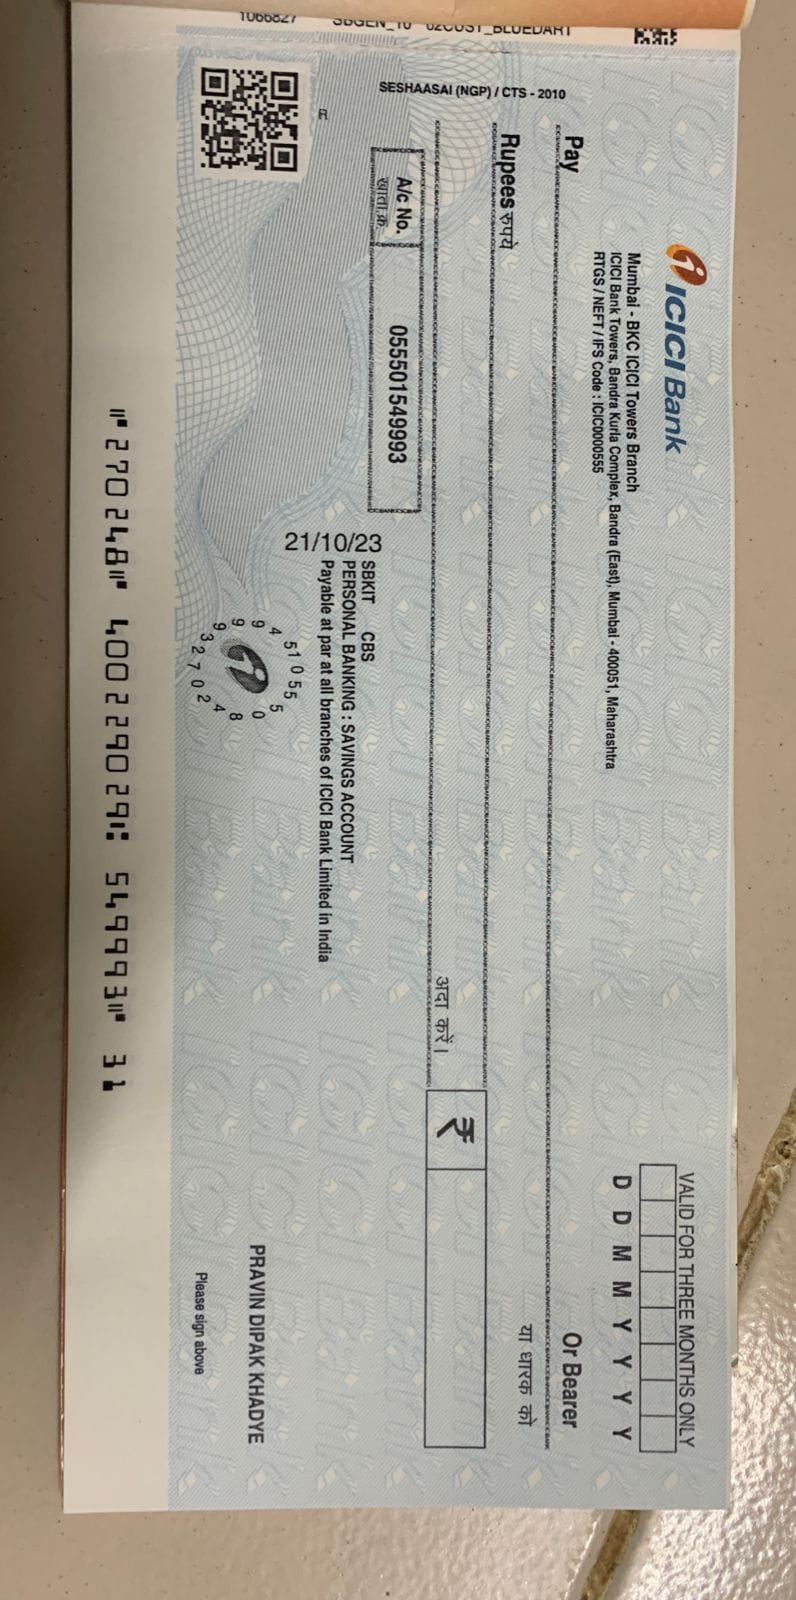 1066827 SBGEN_10 02CUST_BLUEDART
ICICI Bank
Mumbai - BKC ICICI Towers Branch
ICICI Bank Towers, Bandra Kurla Complex, Bandra (East), Mumbai - 400051, Maharashtra
RTGS / NEFT / IFS Code : ICIC0000555
VALID FOR THREE MONTHS ONLY
D D M M Y Y Y Y
Pay
Or Bearer
या धारक को
Rupees रुपये
अदा करें।
₹
A/c No.
खाता क्र.
055501549993
SESHAASAI (NGP) / CTS - 2010
R
21/10/23
SBKIT CBS
PERSONAL BANKING : SAVINGS ACCOUNT
Payable at par at all branches of ICICI Bank Limited in India
PRAVIN DIPAK KHADYE
Please sign above
⑈270248⑈ 400229029⑆ 549993⑈ 31